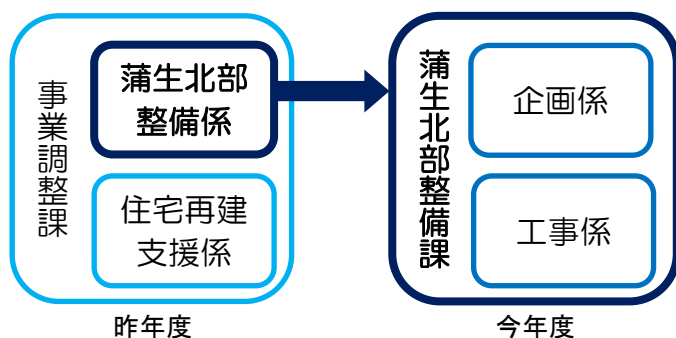 事業調整課
蒲生北部
整備係
住宅再建
支援係
昨年度
蒲生北部整備課
企画係
工事係
今年度